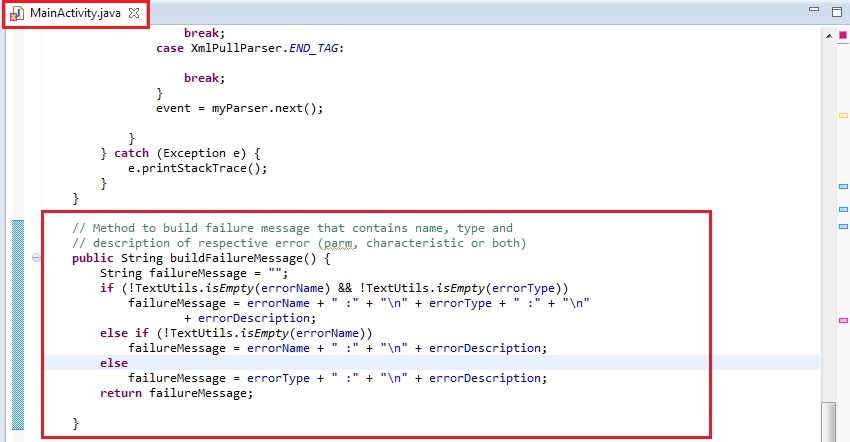 MainActivity.java
break;
case XmlPullParser.END_TAG:
break;
}
event = myParser.next();
}
} catch (Exception e) {
e.printStackTrace();
}
}
// Method to build failure message that contains name, type and
// description of respective error (parm, characteristic or both)
public String buildFailureMessage() {
String failureMessage = "";
if (!TextUtils.isEmpty(errorName) && !TextUtils.isEmpty(errorType))
failureMessage = errorName + " :" + "\n" + errorType + " :" + "\n"
+ errorDescription;
else if (!TextUtils.isEmpty(errorName))
failureMessage = errorName + " :" + "\n" + errorDescription;
else
failureMessage = errorType + " :" + "\n" + errorDescription;
return failureMessage;
}